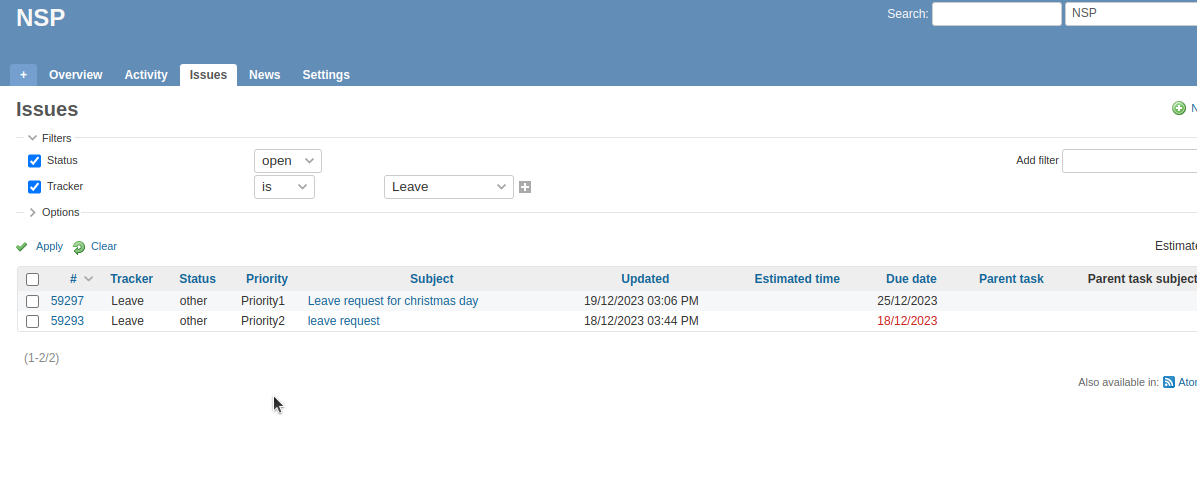 NSP
Search:
NSP
+ Overview Activity Issues News Settings
Issues
Filters
Status open Add filter
Tracker is Leave
Options
Apply Clear
# Tracker Status Priority Subject Updated Estimated time Due date Parent task Parent task subject
59297 Leave other Priority1 Leave request for christmas day 19/12/2023 03:06 PM 25/12/2023
59293 Leave other Priority2 leave request 18/12/2023 03:44 PM 18/12/2023
(1-2/2)
Also available in: